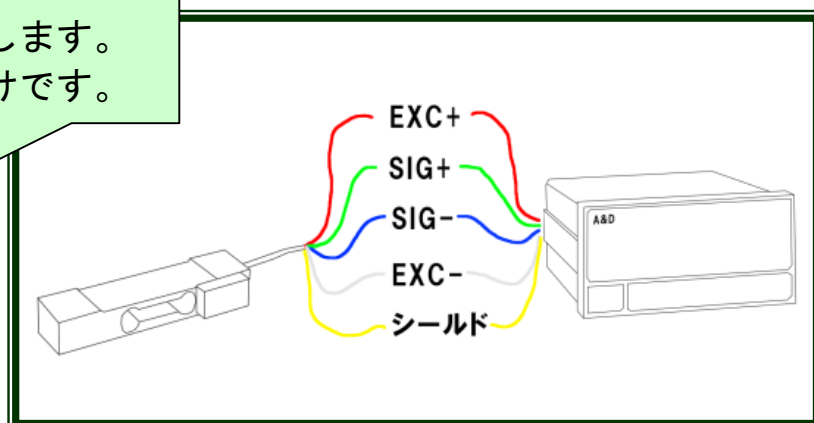 します。
けです。
EXC+
SIG+
SIG-
EXC-
シールド
A&D